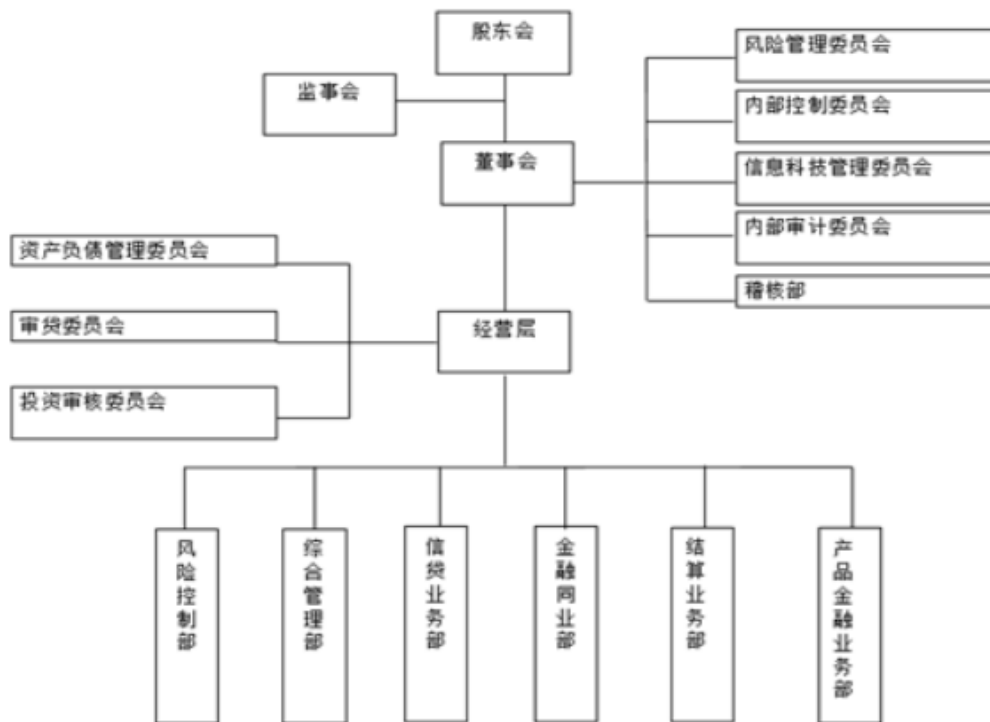 股东会
监事会
董事会
风险管理委员会
内部控制委员会
信息科技管理委员会
内部审计委员会
稽核部
资产负债管理委员会
审贷委员会
投资审核委员会
经营层
风险控制部
综合管理部
信贷业务部
金融同业部
结算业务部
产品金融业务部